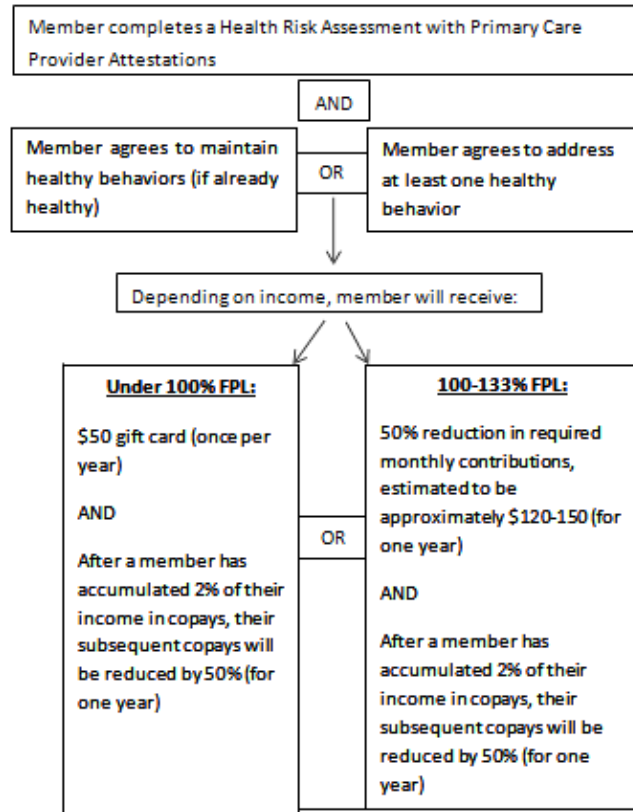 Member completes a Health Risk Assessment with Primary Care
Provider Attestations
AND
Member agrees to maintain
healthy behaviors (if already
healthy)
OR
Member agrees to address
at least one healthy
behavior
Depending on income, member will receive:
Under 100% FPL:
$50 gift card (once per
year)
AND
After a member has
accumulated 2% of their
income in copays, their
subsequent copays will
be reduced by 50% (for
one year)
OR
100-133% FPL:
50% reduction in required
monthly contributions,
estimated to be
approximately $120-150 (for
one year)
AND
After a member has
accumulated 2% of their
income in copays, their
subsequent copays will be
reduced by 50% (for one
year)